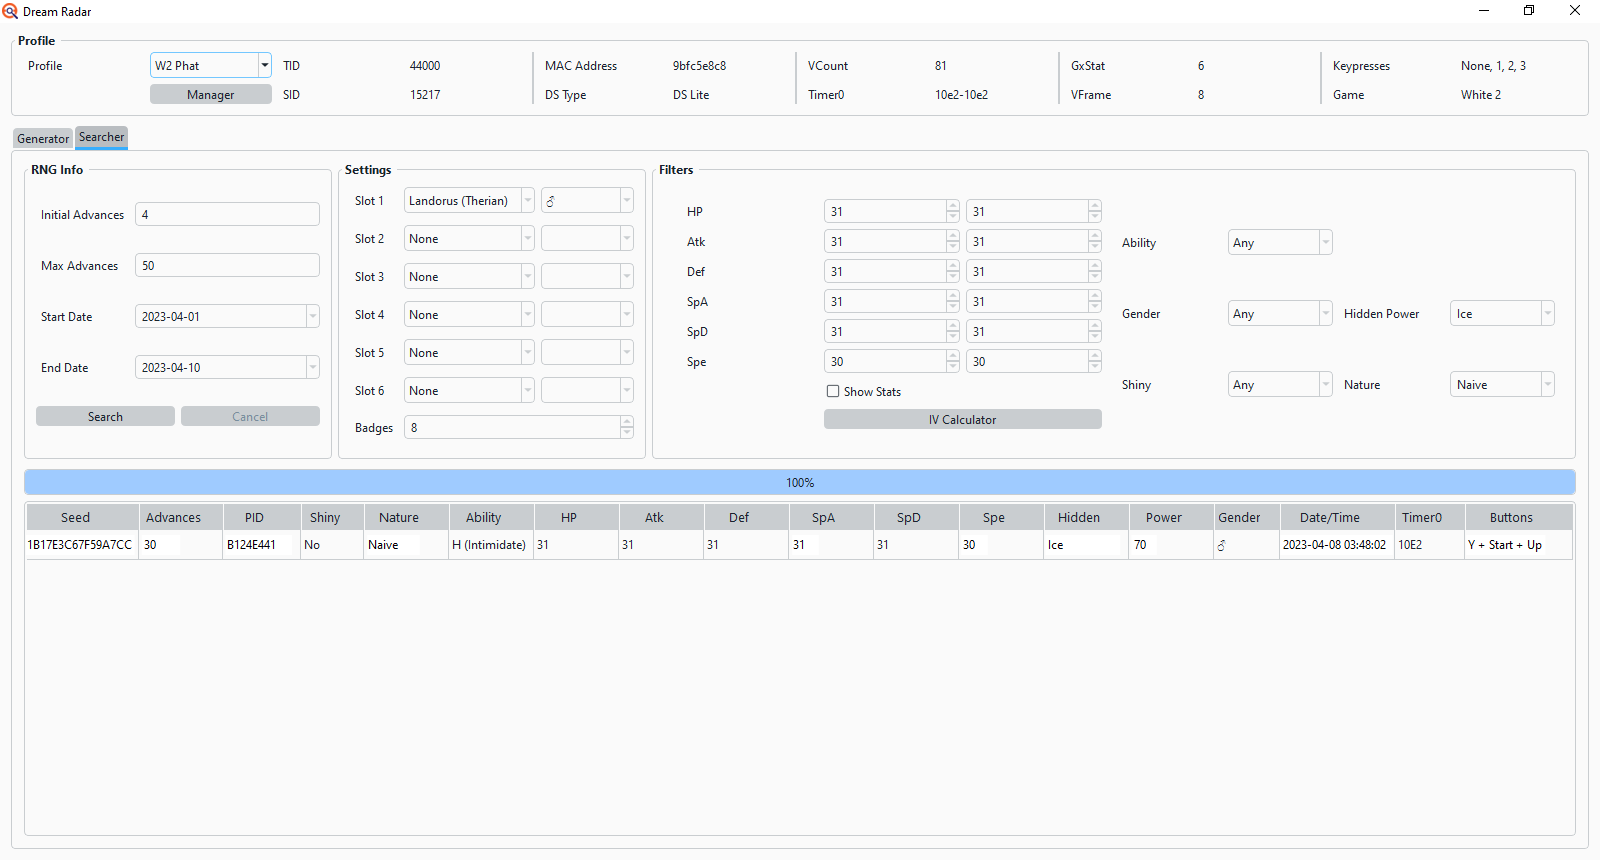 Dream Radar
Profile
Profile W2 Phat TID 44000 MAC Address 9bfc5e8c8 VCount 81 GxStat 6 Keypresses None, 1, 2, 3
Manager SID 15217 DS Type DS Lite Timer0 10e2-10e2 VFrame 8 Game White 2
Generator Searcher
RNG Info
Initial Advances 4
Max Advances 50
Start Date 2023-04-01
End Date 2023-04-10
Search Cancel
Settings
Slot 1 Landorus (Therian) ♂
Slot 2 None
Slot 3 None
Slot 4 None
Slot 5 None
Slot 6 None
Badges 8
Filters
HP 31 31
Atk 31 31
Def 31 31
SpA 31 31
SpD 31 31
Spe 30 30
Show Stats
IV Calculator
Ability Any
Gender Any Hidden Power Ice
Shiny Any Nature Naive
100%
Seed Advances PID Shiny Nature Ability HP Atk Def SpA SpD Spe Hidden Power Gender Date/Time Timer0 Buttons
1B17E3C67F59A7CC 30 B124E441 No Naive H (Intimidate) 31 31 31 31 31 30 Ice 70 ♂ 2023-04-08 03:48:02 10E2 Y + Start + Up